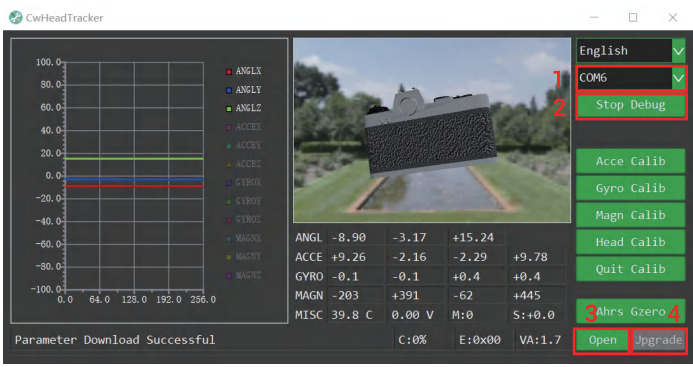 CwHeadTracker
100.0
80.0
60.0
40.0
20.0
0.0
-20.0
-40.0
-60.0
-80.0
-100.0
0.0 64.0 128.0 192.0 256.0
ANGLX
ANGLY
ANGLZ
ACCEX
ACCEY
ACCEZ
GYROX
GYROY
GYROZ
MAGNX
MAGNY
MAGNZ
ANGL -8.90 -3.17 +15.24
ACCE +9.26 -2.16 -2.29 +9.78
GYRO -0.1 -0.1 +0.4 +0.4
MAGN -203 +391 -62 +445
MISC 39.8 C 0.00 V M:0 S:+0.0
English
1 COM6
2 Stop Debug
Acce Calib
Gyro Calib
Magn Calib
Head Calib
Quit Calib
Ahrs Gzero
3 Open
4 Upgrade
Parameter Download Successful C:0% E:0x00 VA:1.7